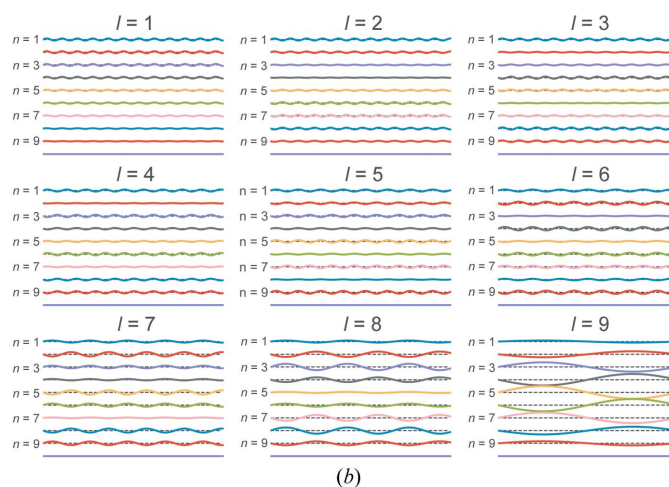 l = 1 l = 2 l = 3
n = 1 n = 1 n = 1
n = 3 n = 3 n = 3
n = 5 n = 5 n = 5
n = 7 n = 7 n = 7
n = 9 n = 9 n = 9
l = 4 l = 5 l = 6
n = 1 n = 1 n = 1
n = 3 n = 3 n = 3
n = 5 n = 5 n = 5
n = 7 n = 7 n = 7
n = 9 n = 9 n = 9
l = 7 l = 8 l = 9
n = 1 n = 1 n = 1
n = 3 n = 3 n = 3
n = 5 n = 5 n = 5
n = 7 n = 7 n = 7
n = 9 n = 9 n = 9
(b)